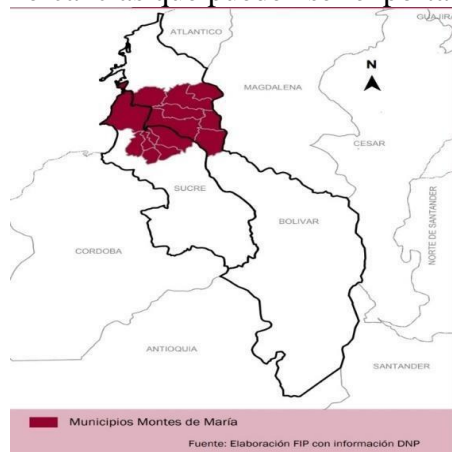 ATLANTICO
GUAJIRA
N
MAGDALENA
CESAR
NORTE DE SANTANDER
SUCRE
BOLIVAR
CORDOBA
ANTIOQUIA
SANTANDER
Municipios Montes de María
Fuente: Elaboración FIP con información DNP